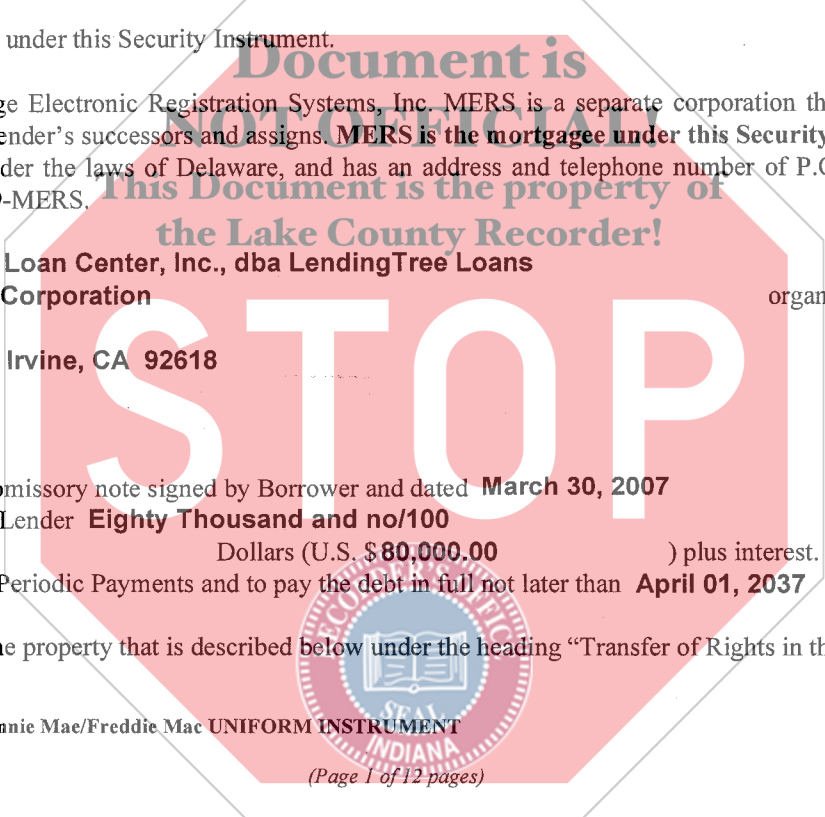 under this Security Instrument.
Document is
ge Electronic Registration Systems, Inc. MERS is a separate corporation th
NOT OFFICIAL!
ender's successors and assigns. MERS is the mortgagee under this Security
der the laws of Delaware, and has an address and telephone number of P.O
This Document is the property of
-MERS.
the Lake County Recorder!
Loan Center, Inc., dba LendingTree Loans
Corporation organ
STOP
Irvine, CA 92618
omissory note signed by Borrower and dated March 30, 2007
Lender Eighty Thousand and no/100
Dollars (U.S. $80,000.00 ) plus interest.
Periodic Payments and to pay the debt in full not later than April 01, 2037
RECORDER'S OFFICE
SEAL
INDIANA
he property that is described below under the heading “Transfer of Rights in th
nnie Mae/Freddie Mac UNIFORM INSTRUMENT
(Page 1 of 12 pages)